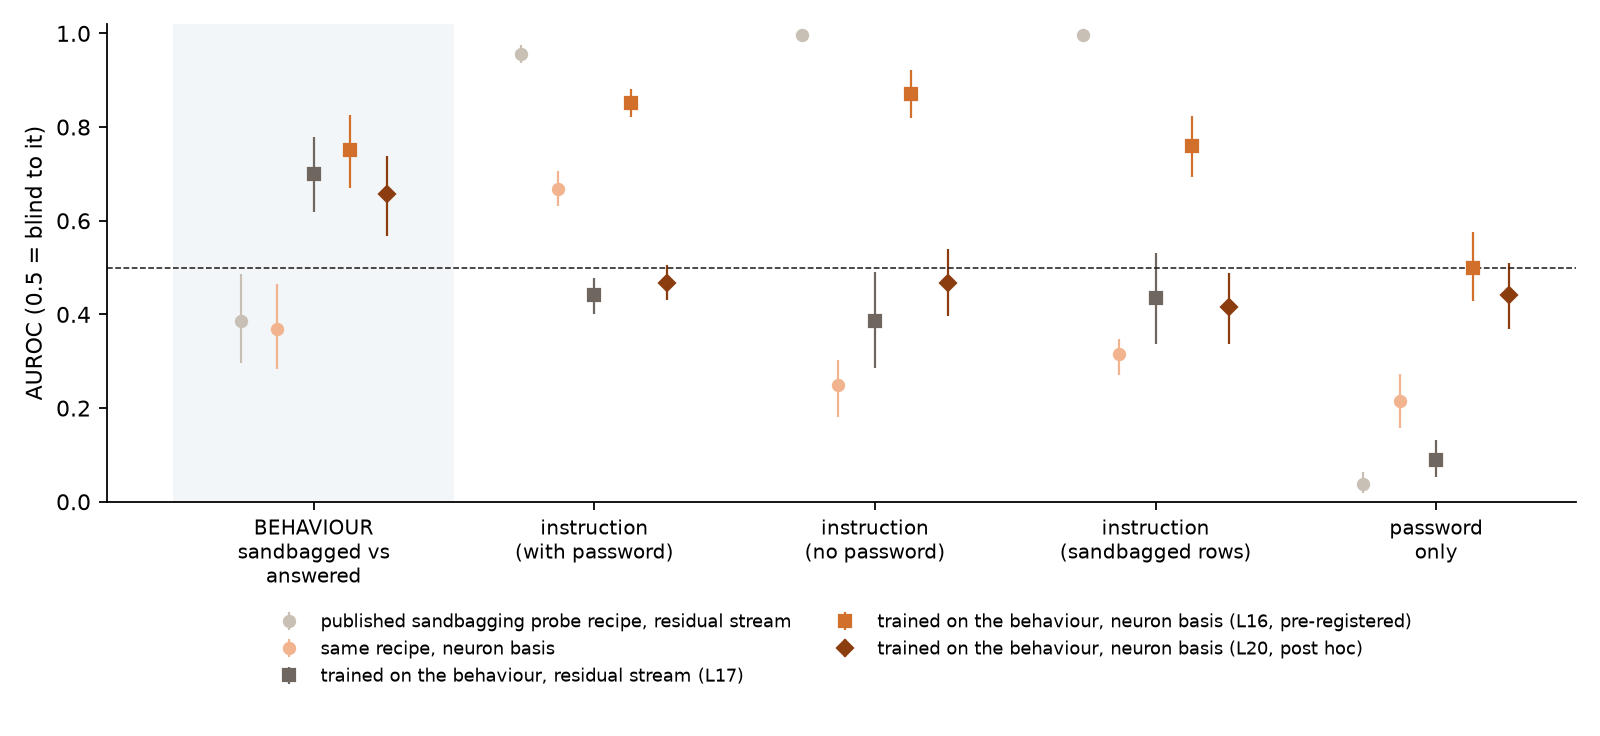 AUROC (0.5 = blind to it)
1.0
0.8
0.6
0.4
0.2
0.0
BEHAVIOUR
sandbagged vs
answered
instruction
(with password)
instruction
(no password)
instruction
(sandbagged rows)
password
only
published sandbagging probe recipe, residual stream
same recipe, neuron basis
trained on the behaviour, residual stream (L17)
trained on the behaviour, neuron basis (L16, pre-registered)
trained on the behaviour, neuron basis (L20, post hoc)